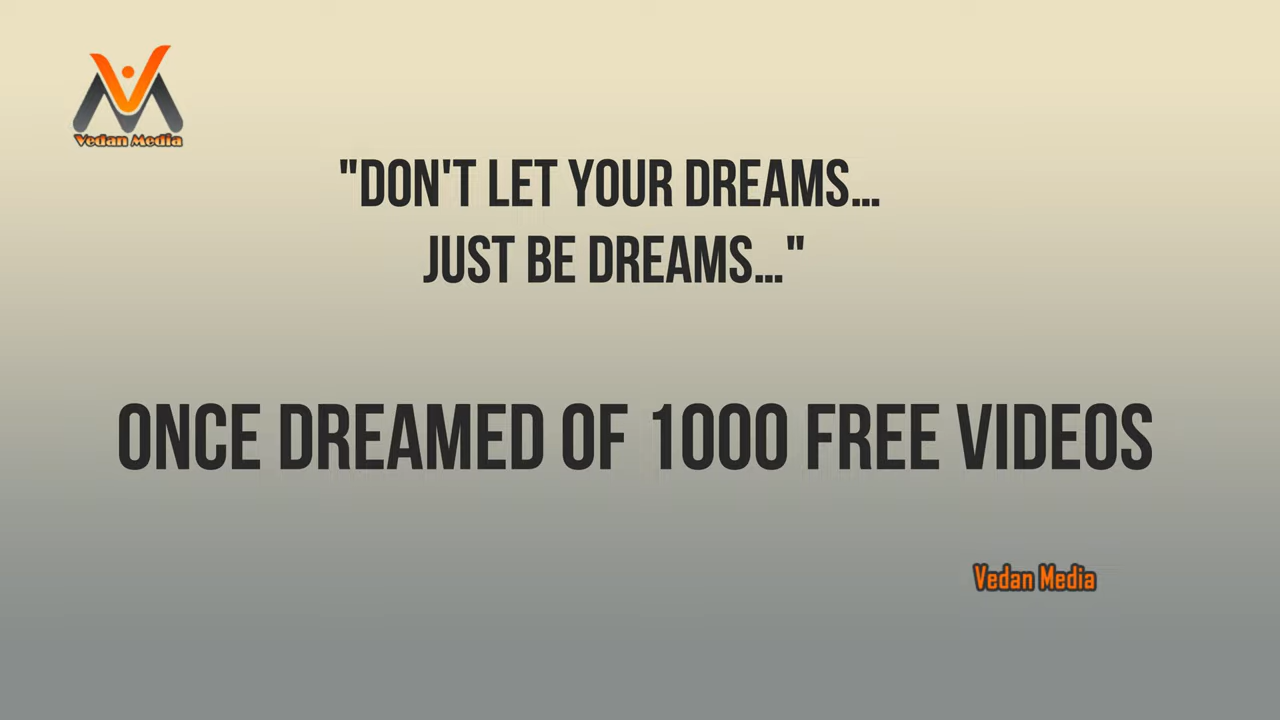 Vedan Media
"DON'T LET YOUR DREAMS...
JUST BE DREAMS..."
ONCE DREAMED OF 1000 FREE VIDEOS
Vedan Media